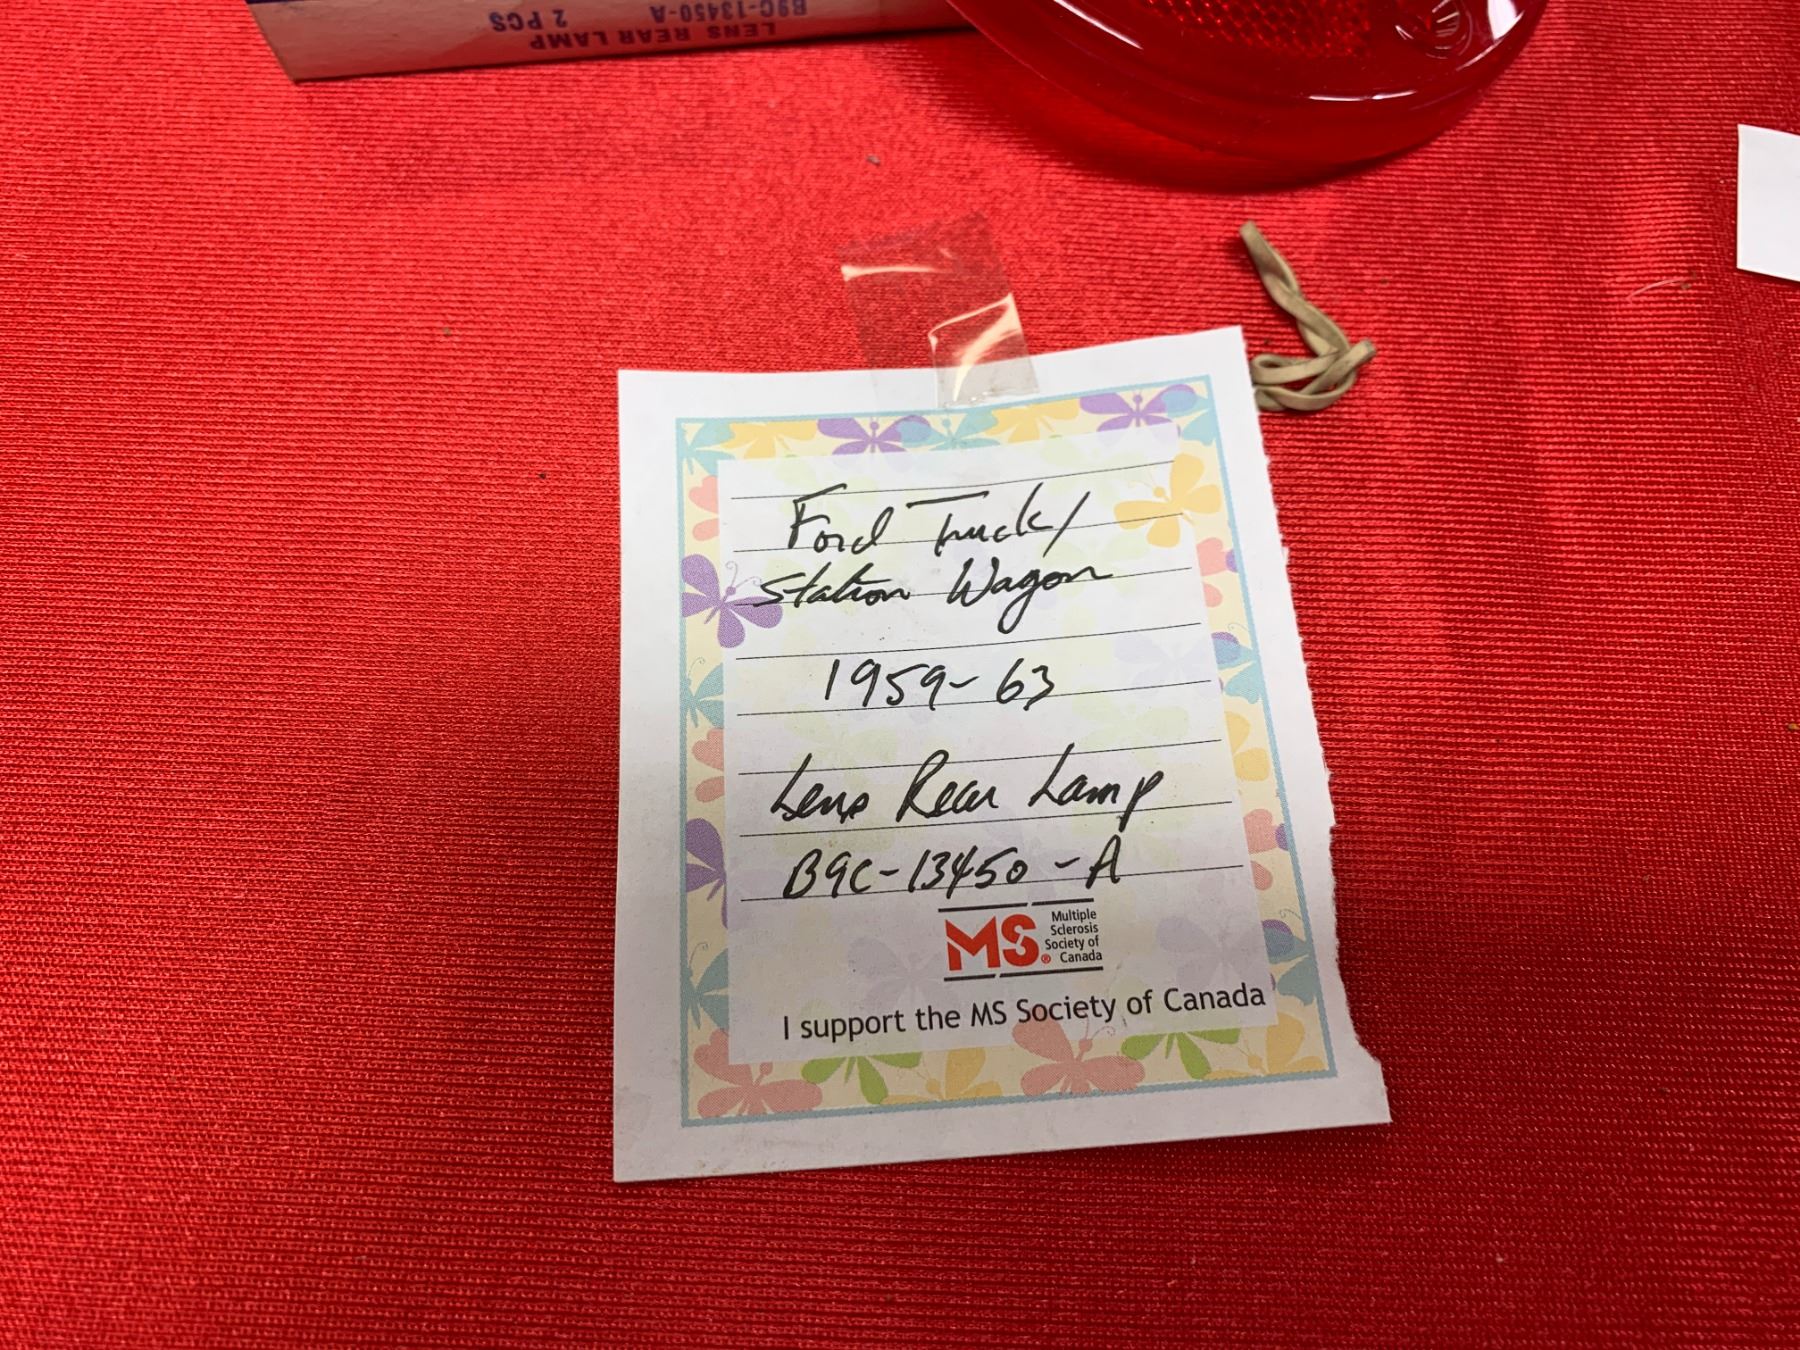 LENS REAR LAMP
B9C-13450-A 2 PCS
Ford Truck/
Station Wagon
1959-63
Lens Rear Lamp
B9C-13450-A
MS
Multiple
Sclerosis
Society of
Canada
I support the MS Society of Canada